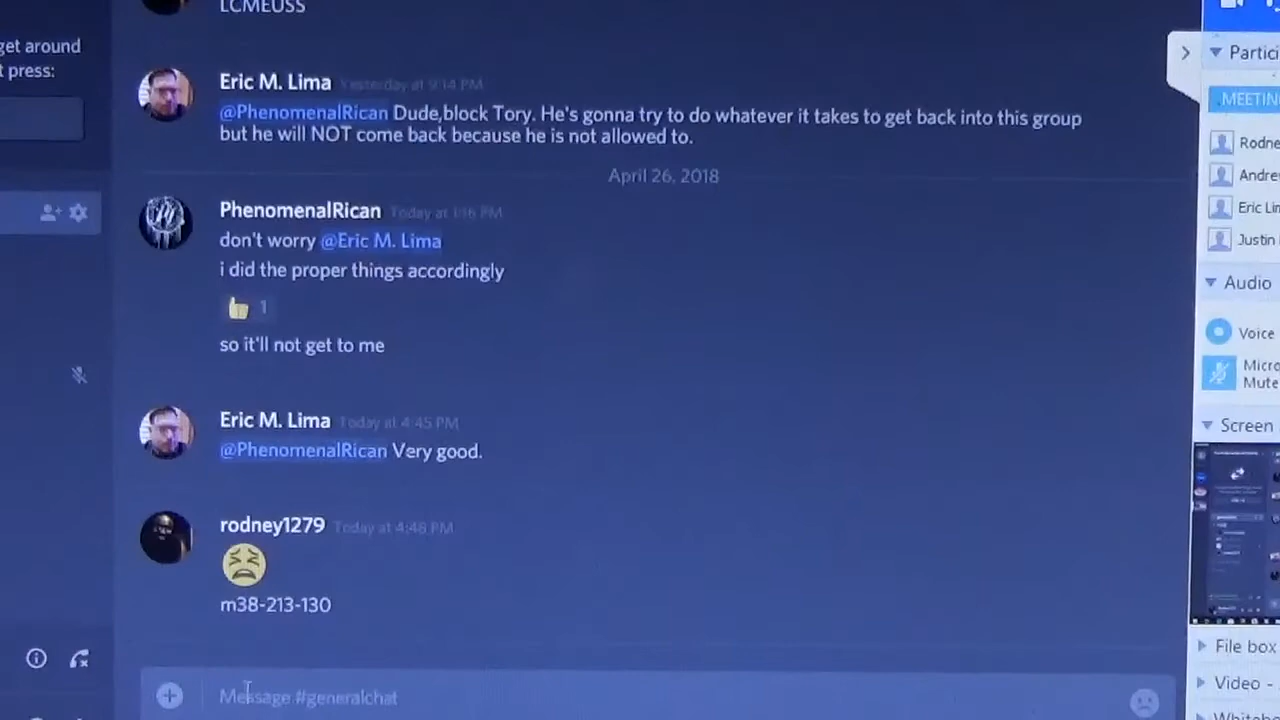 LCMEUSS
get around
t press:
Eric M. Lima Yesterday at 9:14 PM
@PhenomenalRican Dude,block Tory. He's gonna try to do whatever it takes to get back into this group
but he will NOT come back because he is not allowed to.
April 26, 2018
PhenomenalRican Today at 1:16 PM
don't worry @Eric M. Lima
i did the proper things accordingly
1
so it'll not get to me
Eric M. Lima Today at 4:45 PM
@PhenomenalRican Very good.
rodney1279 Today at 4:48 PM
m38-213-130
Message #generalchat
Partici
MEETIN
Rodne
Andre
Eric Li
Justin
Audio
Voice
Micro
Mute
Screen
File box
Video -